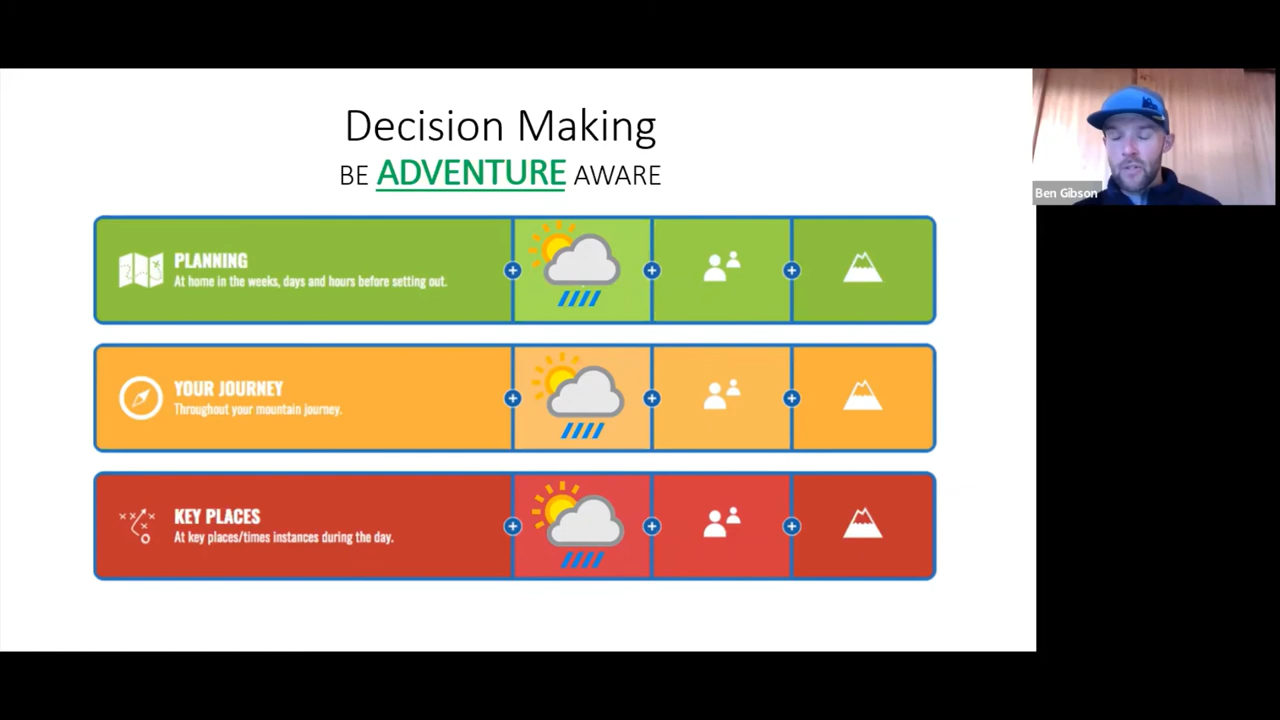 Decision Making
BE ADVENTURE AWARE
PLANNING
At home in the weeks, days and hours before setting out.
YOUR JOURNEY
Throughout your mountain journey.
KEY PLACES
At key places/times instances during the day.
Ben Gibson